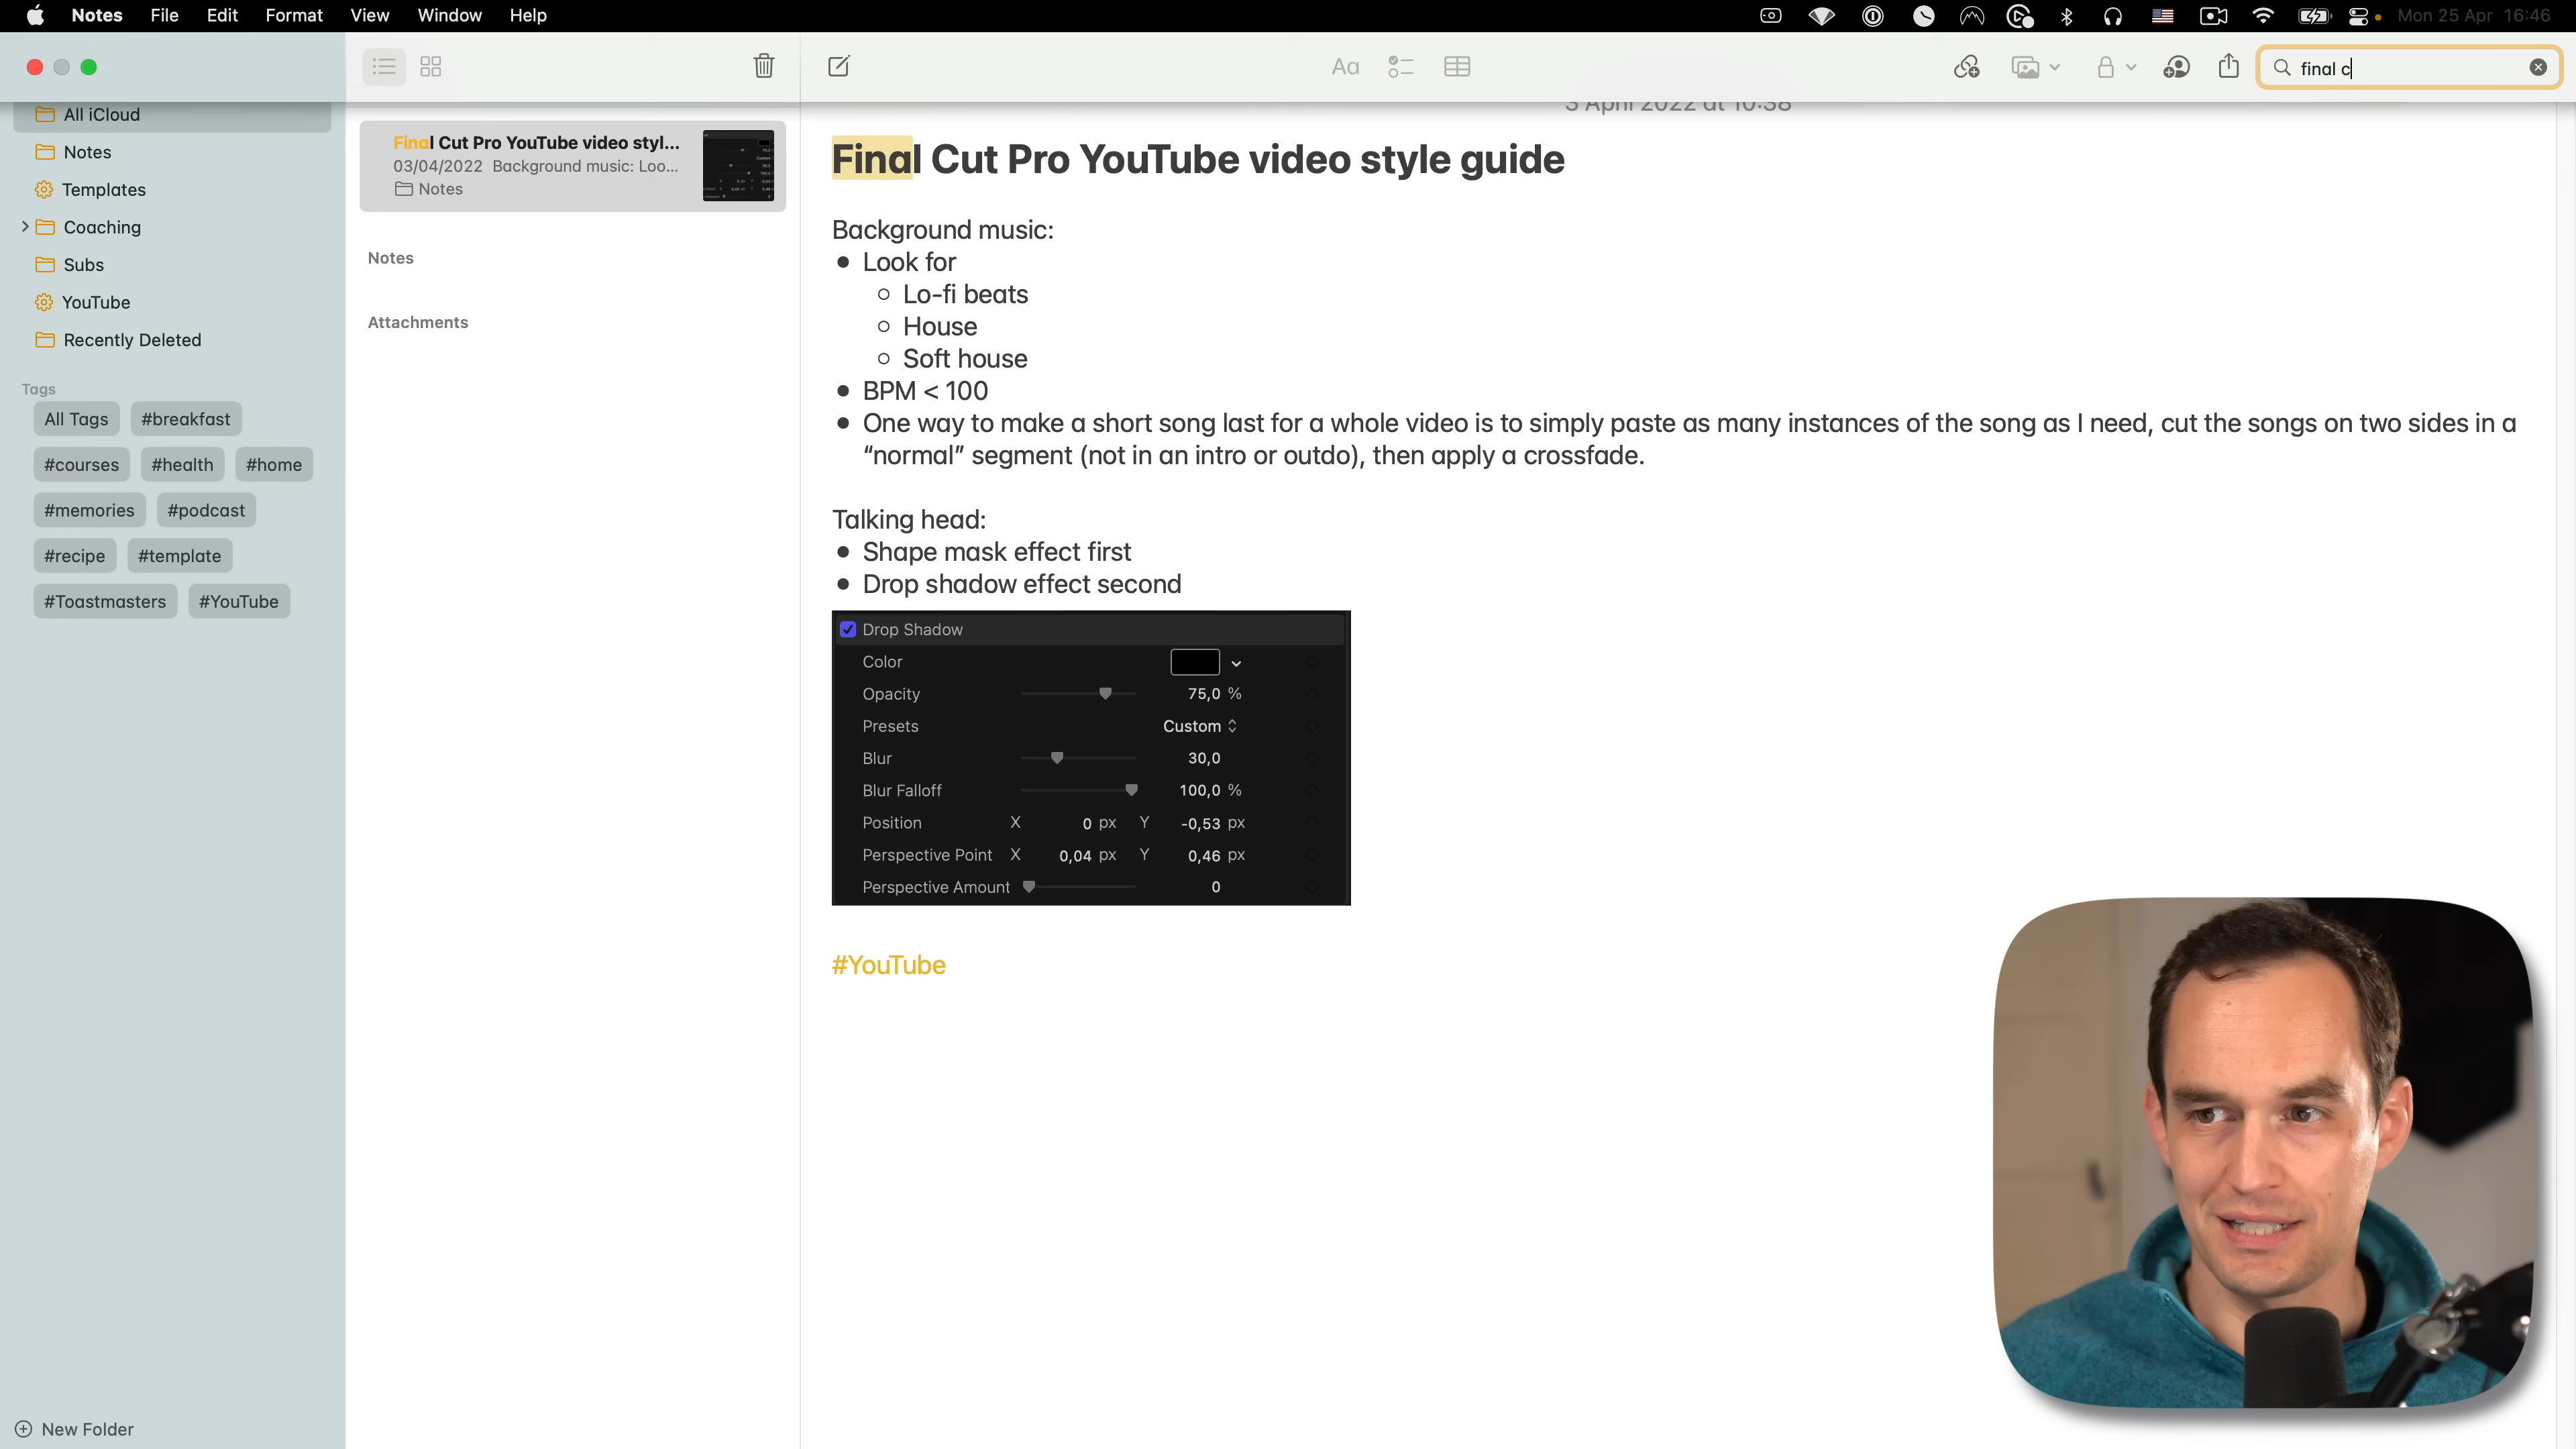 Notes File Edit Format View Window Help
Mon 25 Apr 16:46
Aa
final c
All iCloud
Notes
Templates
Coaching
Subs
YouTube
Recently Deleted
Tags
All Tags #breakfast
#courses #health #home
#memories #podcast
#recipe #template
#Toastmasters #YouTube
New Folder
Final Cut Pro YouTube video styl...
03/04/2022 Background music: Loo...
Notes
Notes
Attachments
3 April 2022 at 10:38
Final Cut Pro YouTube video style guide
Background music:
Look for
Lo-fi beats
House
Soft house
BPM < 100
One way to make a short song last for a whole video is to simply paste as many instances of the song as I need, cut the songs on two sides in a
“normal” segment (not in an intro or outdo), then apply a crossfade.
Talking head:
Shape mask effect first
Drop shadow effect second
Drop Shadow
Color
Opacity 75,0 %
Presets Custom
Blur 30,0
Blur Falloff 100,0 %
Position X 0 px Y -0,53 px
Perspective Point X 0,04 px Y 0,46 px
Perspective Amount 0
#YouTube